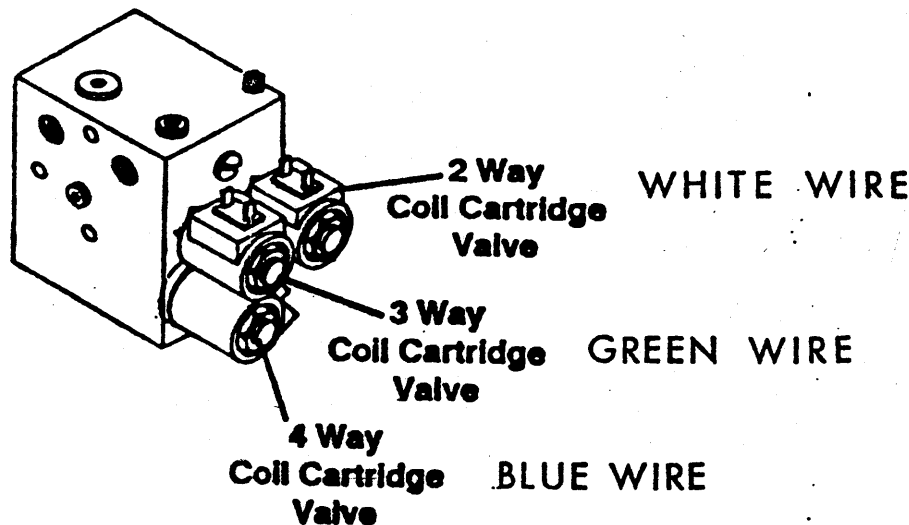 2 Way
Coil Cartridge
Valve
WHITE WIRE
3 Way
Coil Cartridge
Valve
GREEN WIRE
4 Way
Coil Cartridge
Valve
BLUE WIRE